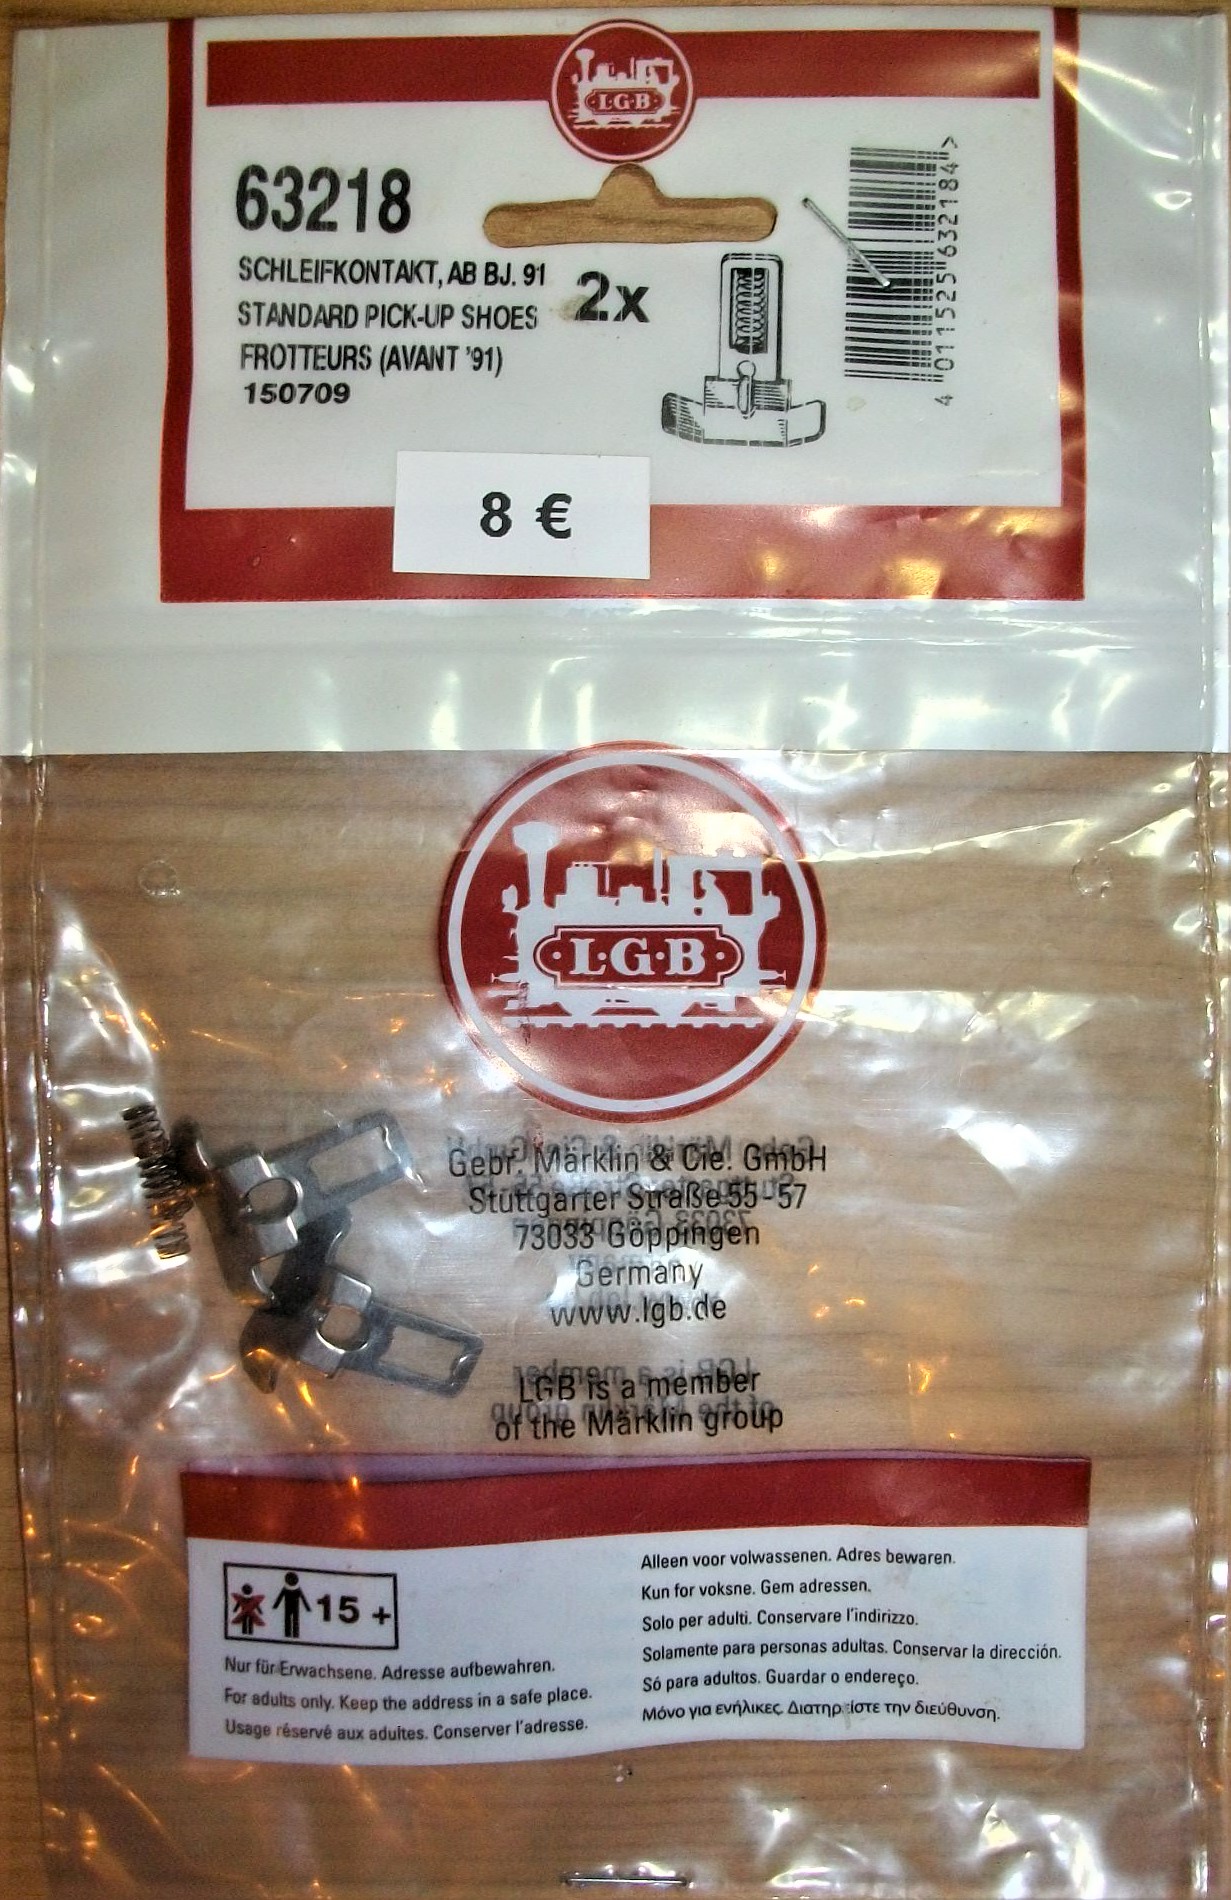 L·G·B
63218
SCHLEIFKONTAKT, AB BJ. 91
STANDARD PICK-UP SHOES
FROTTEURS (AVANT '91)
150709
2x
4 011525 632184 >
8 €
·L·G·B·
Gebr. Märklin & Cie. GmbH
Stuttgarter Straße 55-57
73033 Göppingen
Germany
www.lgb.de
LGB is a member
of the Märklin group
15 +
Nur für Erwachsene. Adresse aufbewahren.
For adults only. Keep the address in a safe place.
Usage réservé aux adultes. Conserver l'adresse.
Alleen voor volwassenen. Adres bewaren.
Kun for voksne. Gem adressen.
Solo per adulti. Conservare l'indirizzo.
Solamente para personas adultas. Conservar la dirección.
Só para adultos. Guardar o endereço.
Μόνο για ενήλικες. την διεύθυνση.